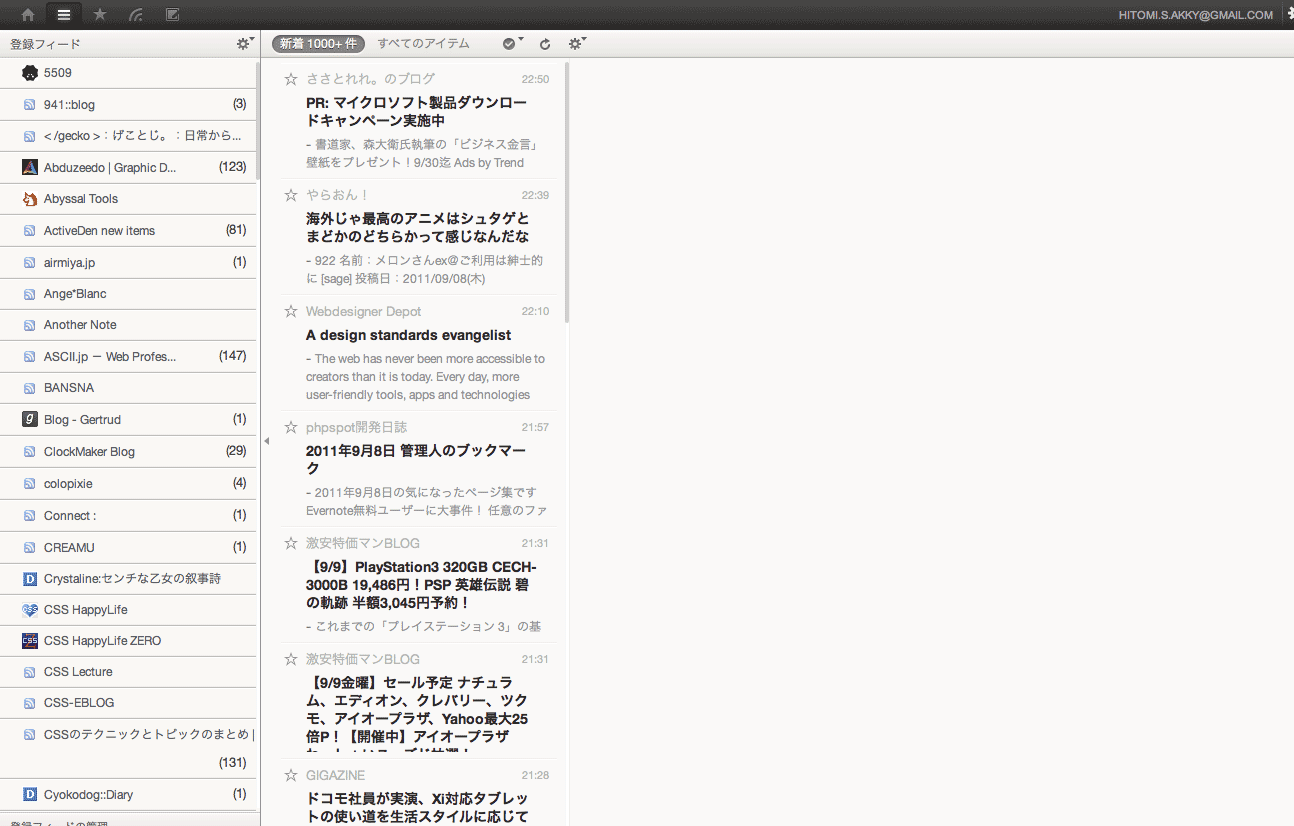 HITOMI.S.AKKY@GMAIL.COM
登録フィード
5509
941::blog (3)
< /gecko >：げことじ。：日常から...
Abduzeedo | Graphic D... (123)
Abyssal Tools
ActiveDen new items (81)
airmiya.jp (1)
Ange*Blanc
Another Note
ASCII.jp － Web Profes... (147)
BANSNA
Blog - Gertrud (1)
ClockMaker Blog (29)
colopixie (4)
Connect : (1)
CREAMU (1)
Crystaline:センチな乙女の叙事詩
CSS HappyLife
CSS HappyLife ZERO
CSS Lecture
CSS-EBLOG
CSSのテクニックとトピックのまとめ |
(131)
Cyokodog::Diary (1)
登録フィードの管理
新着 1000+ 件 すべてのアイテム
ささとれれ。のブログ 22:50
PR: マイクロソフト製品ダウンロー
ドキャンペーン実施中
- 書道家、森大衛氏執筆の「ビジネス金言」
壁紙をプレゼント！9/30迄 Ads by Trend
やらおん！ 22:39
海外じゃ最高のアニメはシュタゲと
まどかのどちらかって感じなんだな
- 922 名前：メロンさんex＠ご利用は紳士的
に [sage] 投稿日：2011/09/08(木)
Webdesigner Depot 22:10
A design standards evangelist
- The web has never been more accessible to
creators than it is today. Every day, more
user-friendly tools, apps and technologies
phpspot開発日誌 21:57
2011年9月8日 管理人のブックマー
ク
- 2011年9月8日の気になったページ集です
Evernote無料ユーザーに大事件！ 任意のファ
激安特価マンBLOG 21:31
【9/9】PlayStation3 320GB CECH-
3000B 19,486円！PSP 英雄伝説 碧
の軌跡 半額3,045円予約！
- これまでの「プレイステーション 3」の基
激安特価マンBLOG 21:31
【9/9金曜】セール予定 ナチュラ
ム、エディオン、クレバリー、ツク
モ、アイオープラザ、Yahoo最大25
倍P！【開催中】アイオープラザ
GIGAZINE 21:28
ドコモ社員が実演、Xi対応タブレッ
トの使い道を生活スタイルに応じて